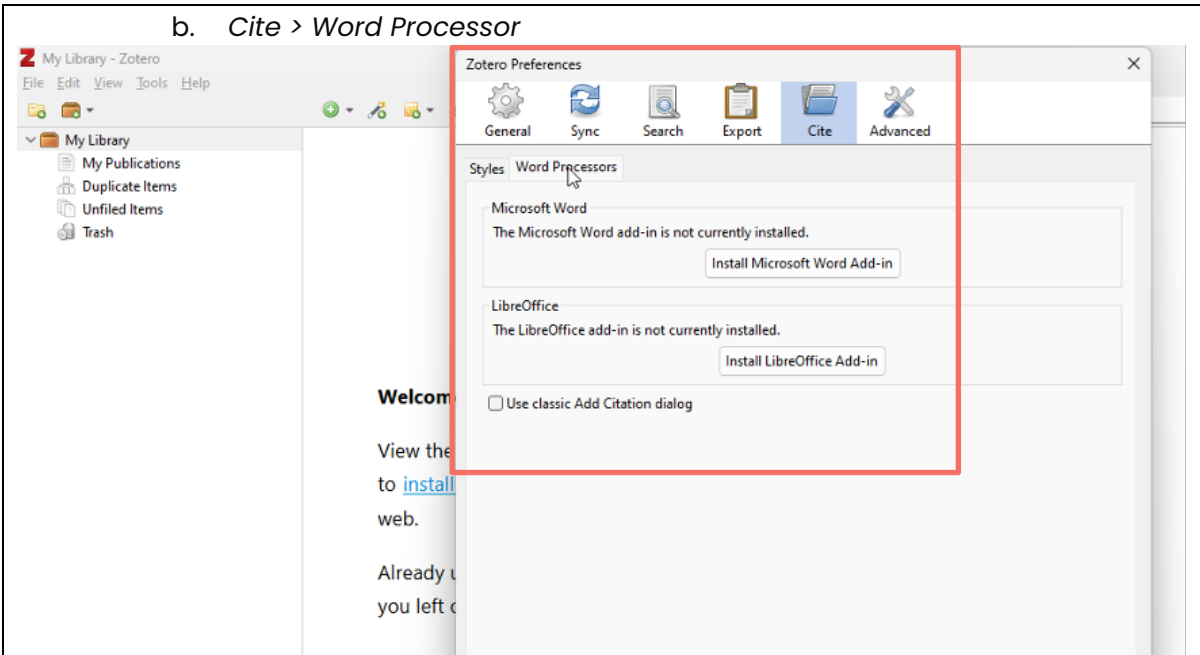 b. Cite > Word Processor
My Library - Zotero
File Edit View Tools Help
My Library
My Publications
Duplicate Items
Unfiled Items
Trash
Welcom
View the
to install
web.
Already u
you left
Zotero Preferences
General Sync Search Export Cite Advanced
Styles Word Processors
Microsoft Word
The Microsoft Word add-in is not currently installed.
Install Microsoft Word Add-in
LibreOffice
The LibreOffice add-in is not currently installed.
Install LibreOffice Add-in
Use classic Add Citation dialog